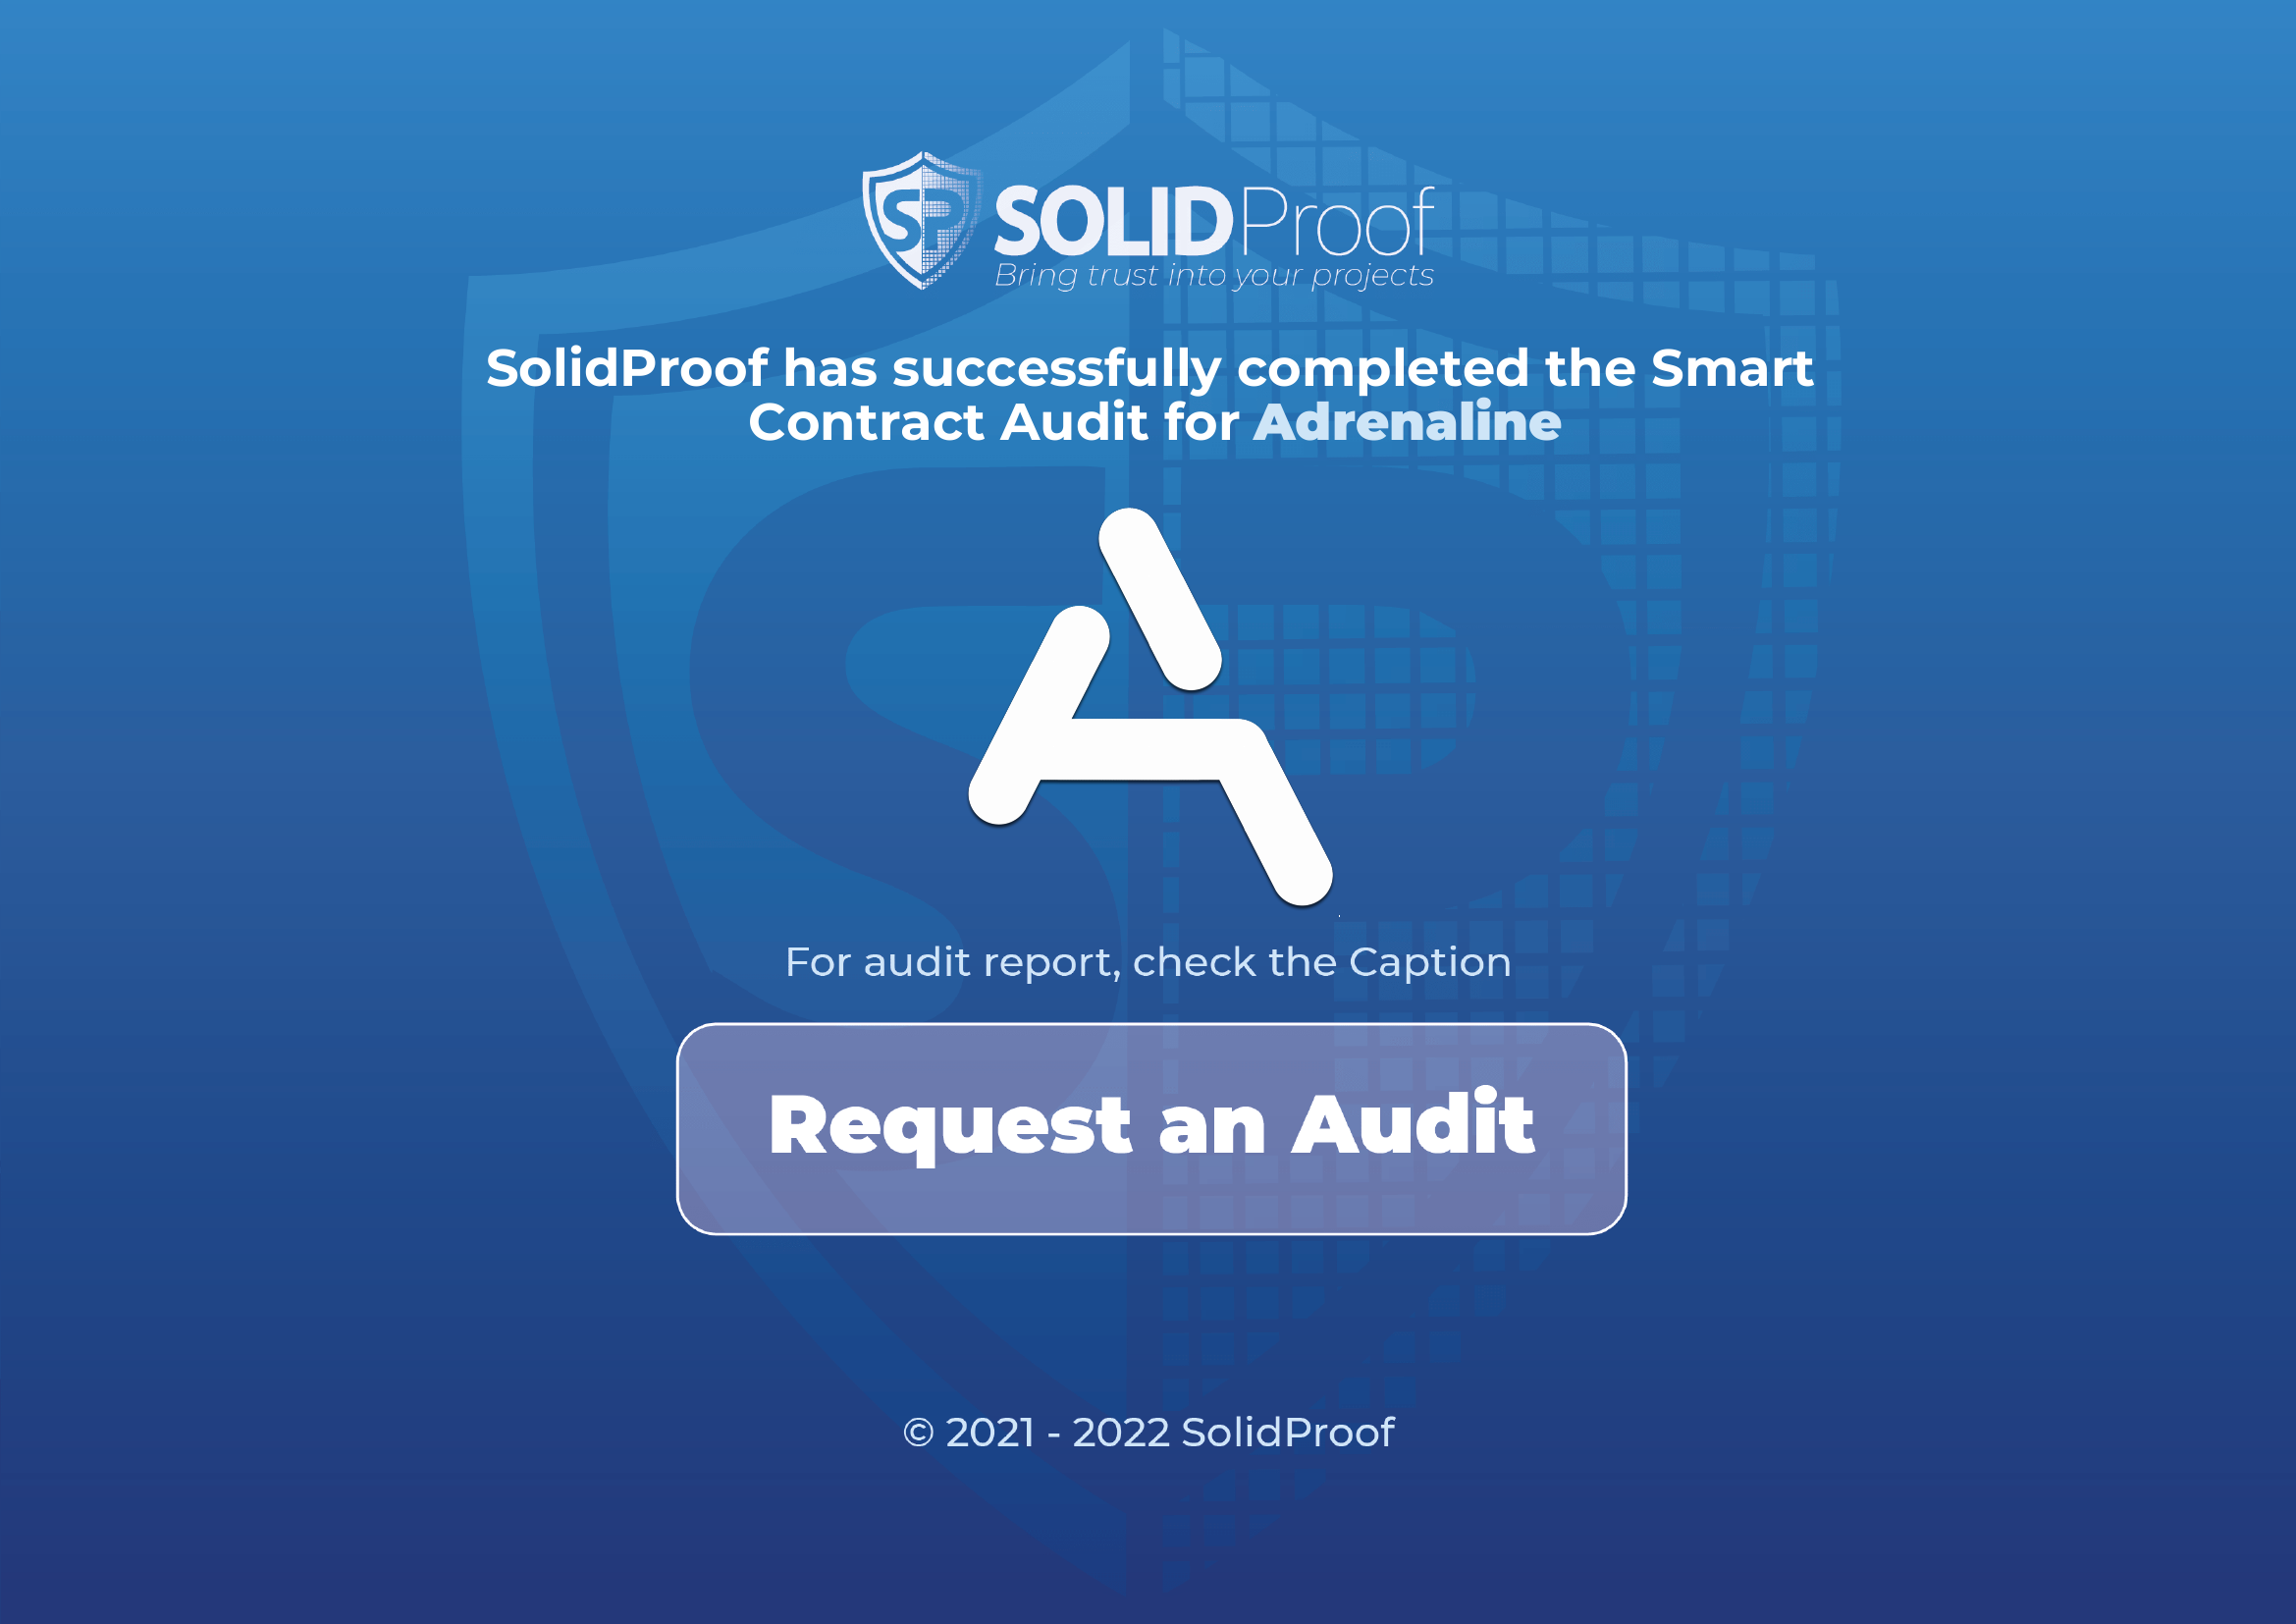 SP SOLIDProof
Bring trust into your projects
SolidProof has successfully completed the Smart
Contract Audit for Adrenaline
For audit report, check the Caption
Request an Audit
© 2021 - 2022 SolidProof